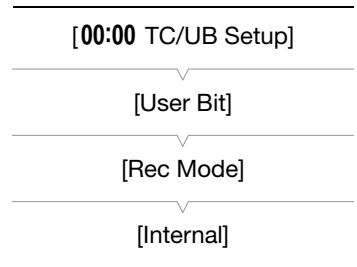 [00:00 TC/UB Setup]
[User Bit]
[Rec Mode]
[Internal]